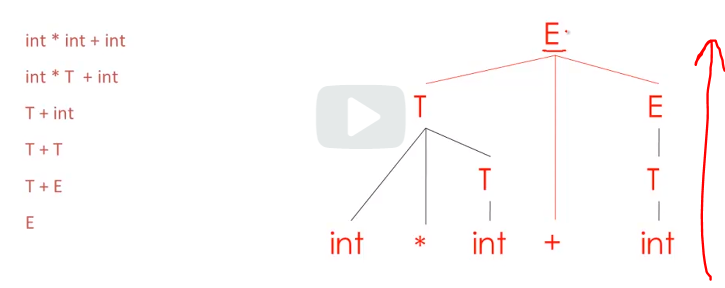 int * int + int
int * T + int
T + int
T + T
T + E
E
E
T E
T T
int * int + int